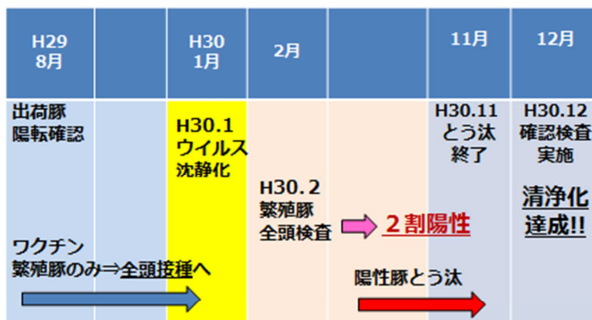 H29
8月
H30
1月
2月
11月
12月
出荷豚
陽転確認
H30.1
ウイルス
沈静化
H30.2
繁殖豚
全頭検査
２割陽性
H30.11
とう汰
終了
H30.12
確認検査
実施
清浄化
達成!!
ワクチン
繁殖豚のみ⇒全頭接種へ
陽性豚とう汰